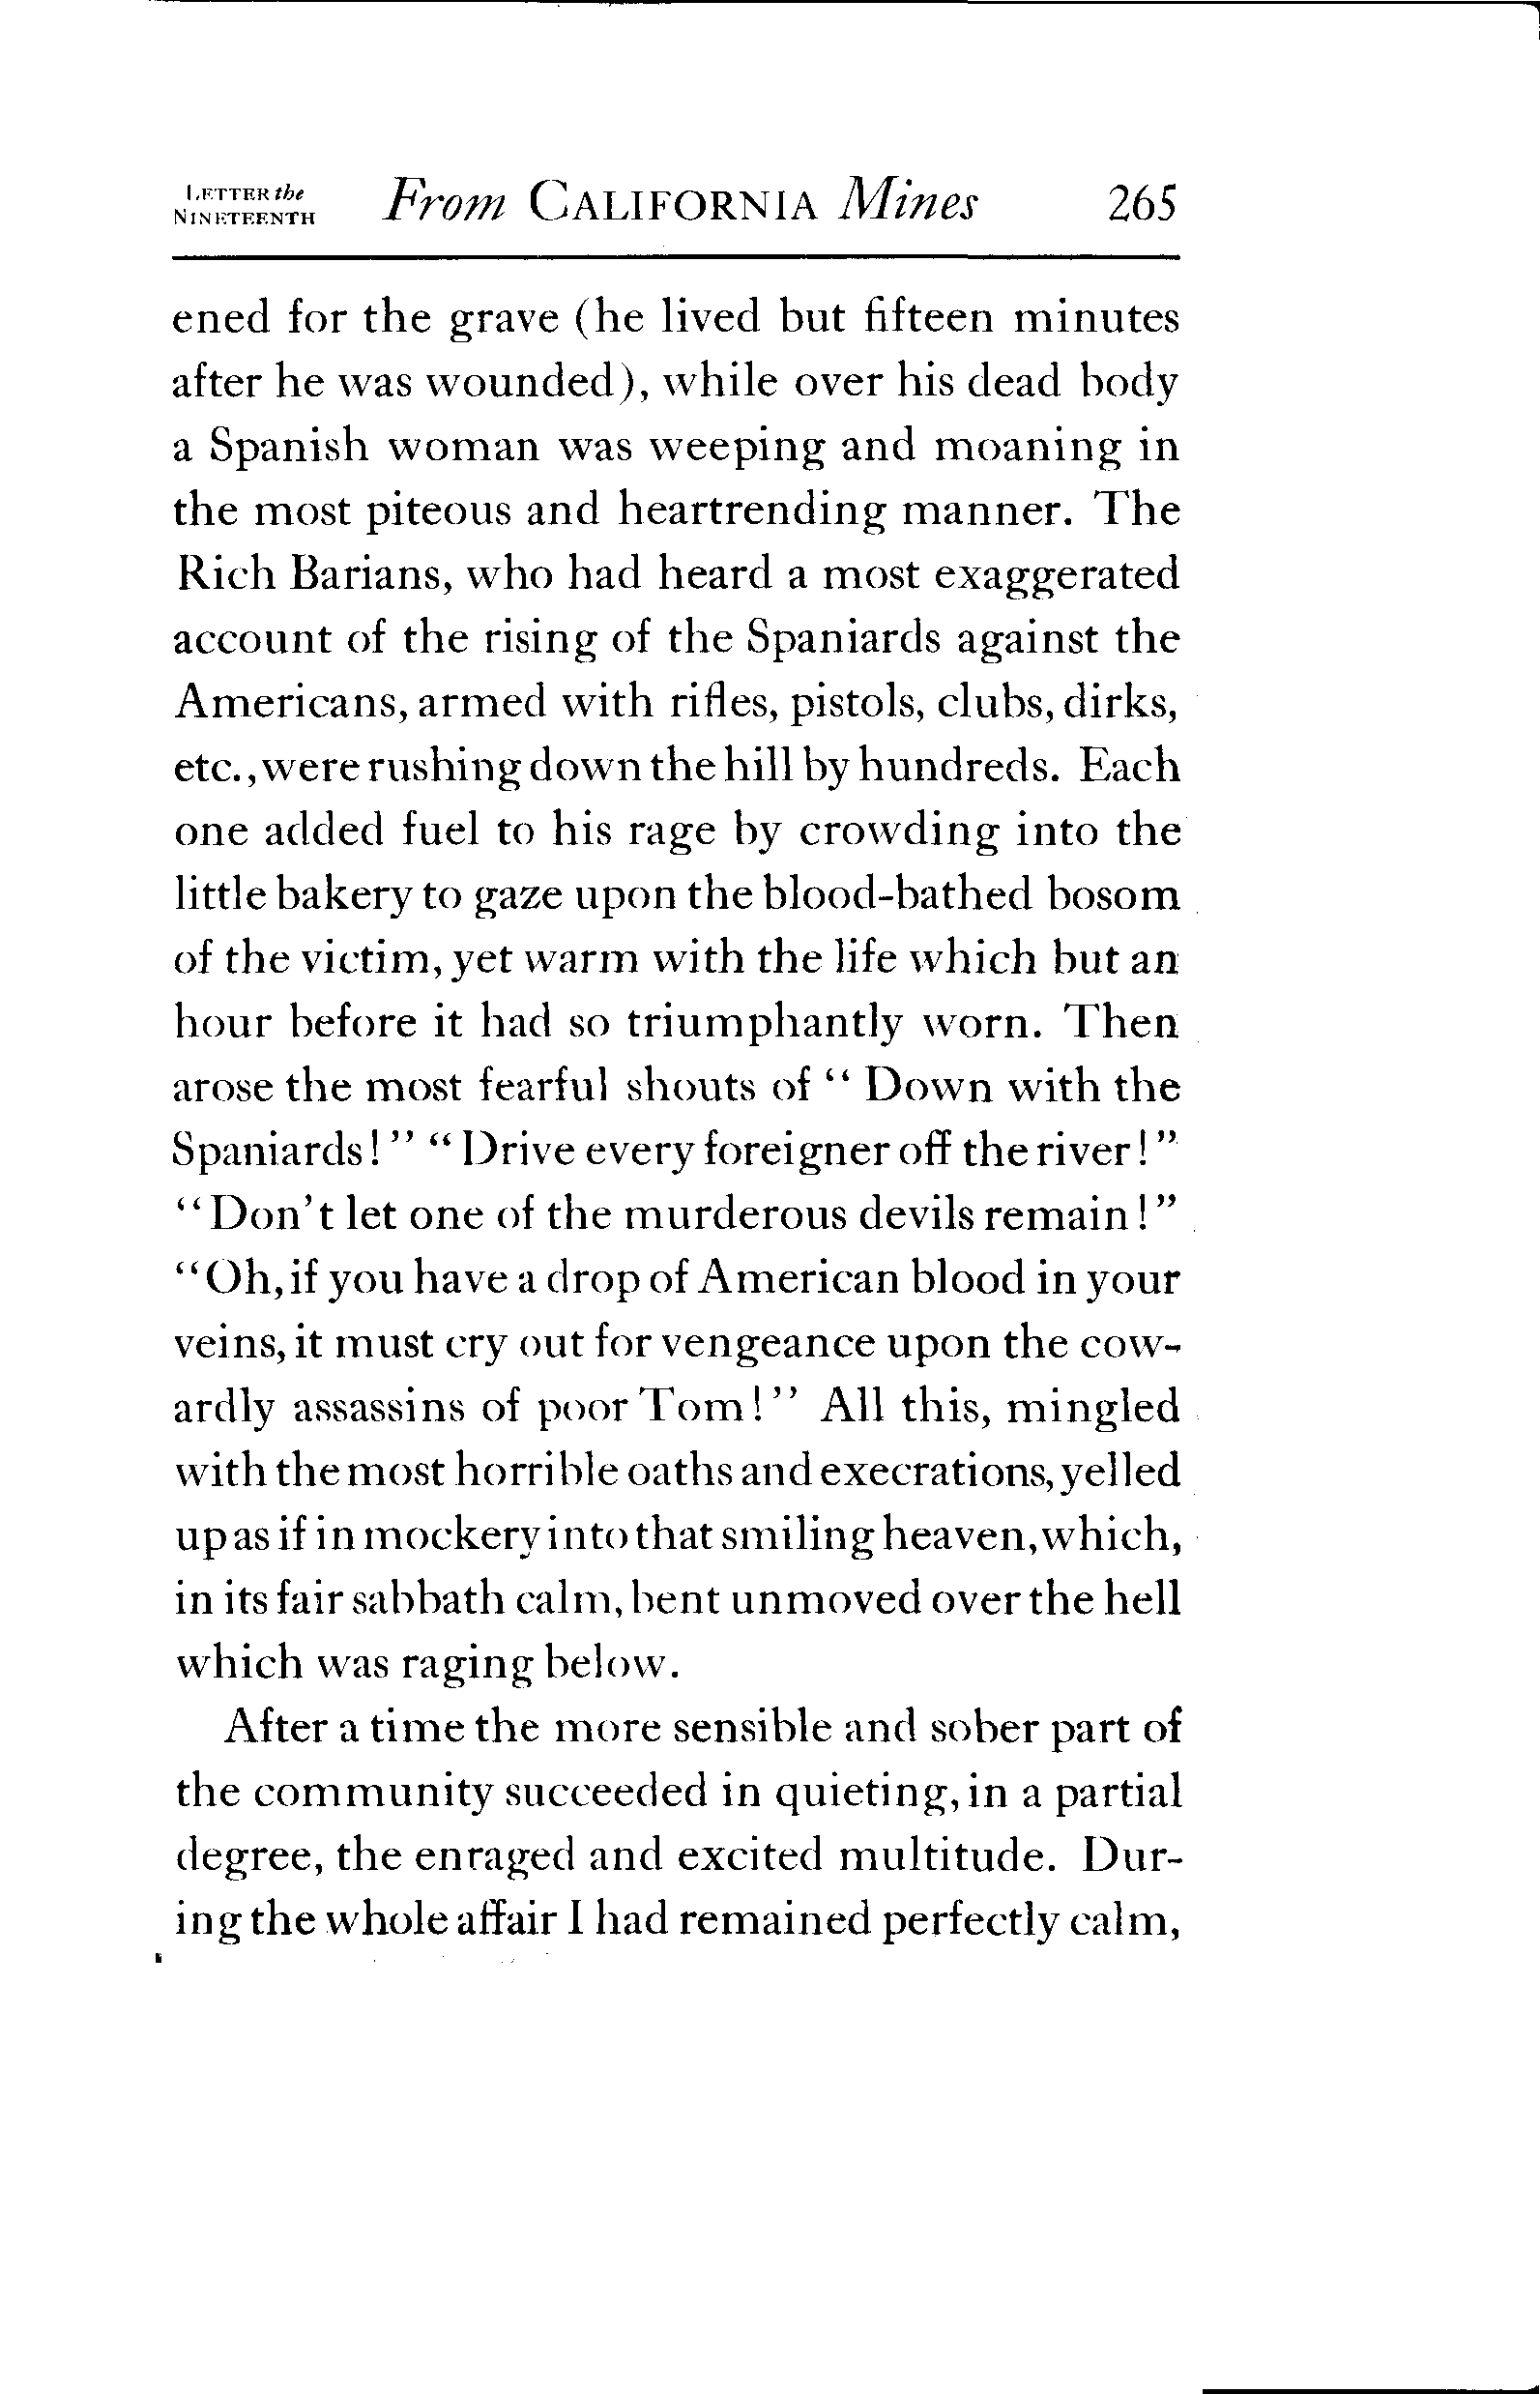 LETTER the
NINETEENTH From CALIFORNIA Mines 265
ened for the grave (he lived but fifteen minutes
after he was wounded), while over his dead body
a Spanish woman was weeping and moaning in
the most piteous and heartrending manner. The
Rich Barians, who had heard a most exaggerated
account of the rising of the Spaniards against the
Americans, armed with rifles, pistols, clubs, dirks,
etc., were rushing down the hill by hundreds. Each
one added fuel to his rage by crowding into the
little bakery to gaze upon the blood-bathed bosom
of the victim, yet warm with the life which but an
hour before it had so triumphantly worn. Then
arose the most fearful shouts of "Down with the
Spaniards!" "Drive every foreigner off the river!"
"Don't let one of the murderous devils remain!"
"Oh, if you have a drop of American blood in your
veins, it must cry out for vengeance upon the cow-
ardly assassins of poor Tom!" All this, mingled
with the most horrible oaths and execrations, yelled
up as if in mockery into that smiling heaven, which,
in its fair sabbath calm, bent unmoved over the hell
which was raging below.
After a time the more sensible and sober part of
the community succeeded in quieting, in a partial
degree, the enraged and excited multitude. Dur-
ing the whole affair I had remained perfectly calm,